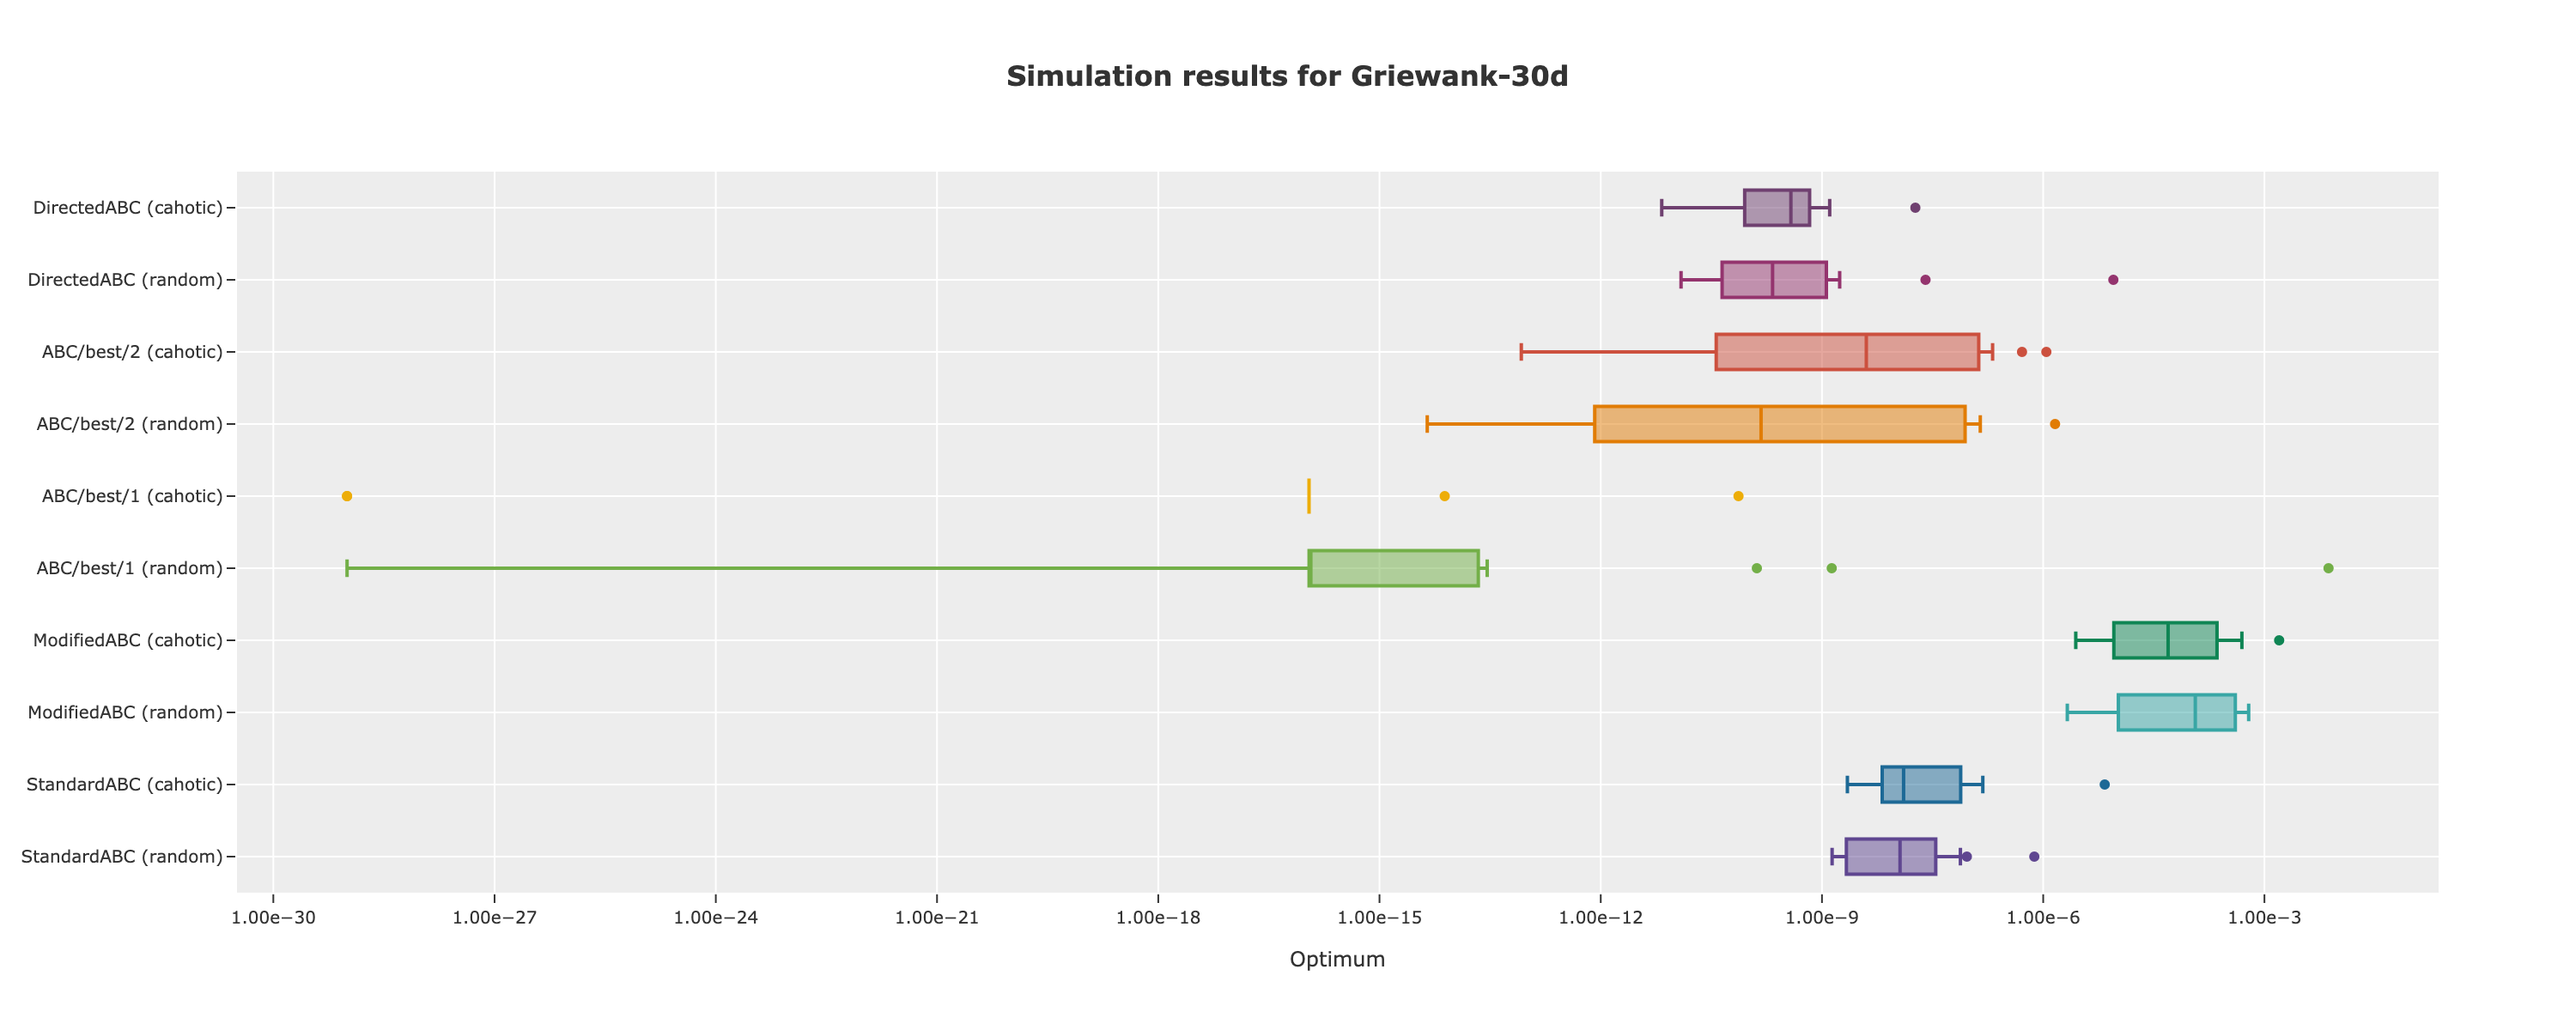 Simulation results for Griewank-30d
DirectedABC (cahotic)
DirectedABC (random)
ABC/best/2 (cahotic)
ABC/best/2 (random)
ABC/best/1 (cahotic)
ABC/best/1 (random)
ModifiedABC (cahotic)
ModifiedABC (random)
StandardABC (cahotic)
StandardABC (random)
1.00e−30 1.00e−27 1.00e−24 1.00e−21 1.00e−18 1.00e−15 1.00e−12 1.00e−9 1.00e−6 1.00e−3
Optimum